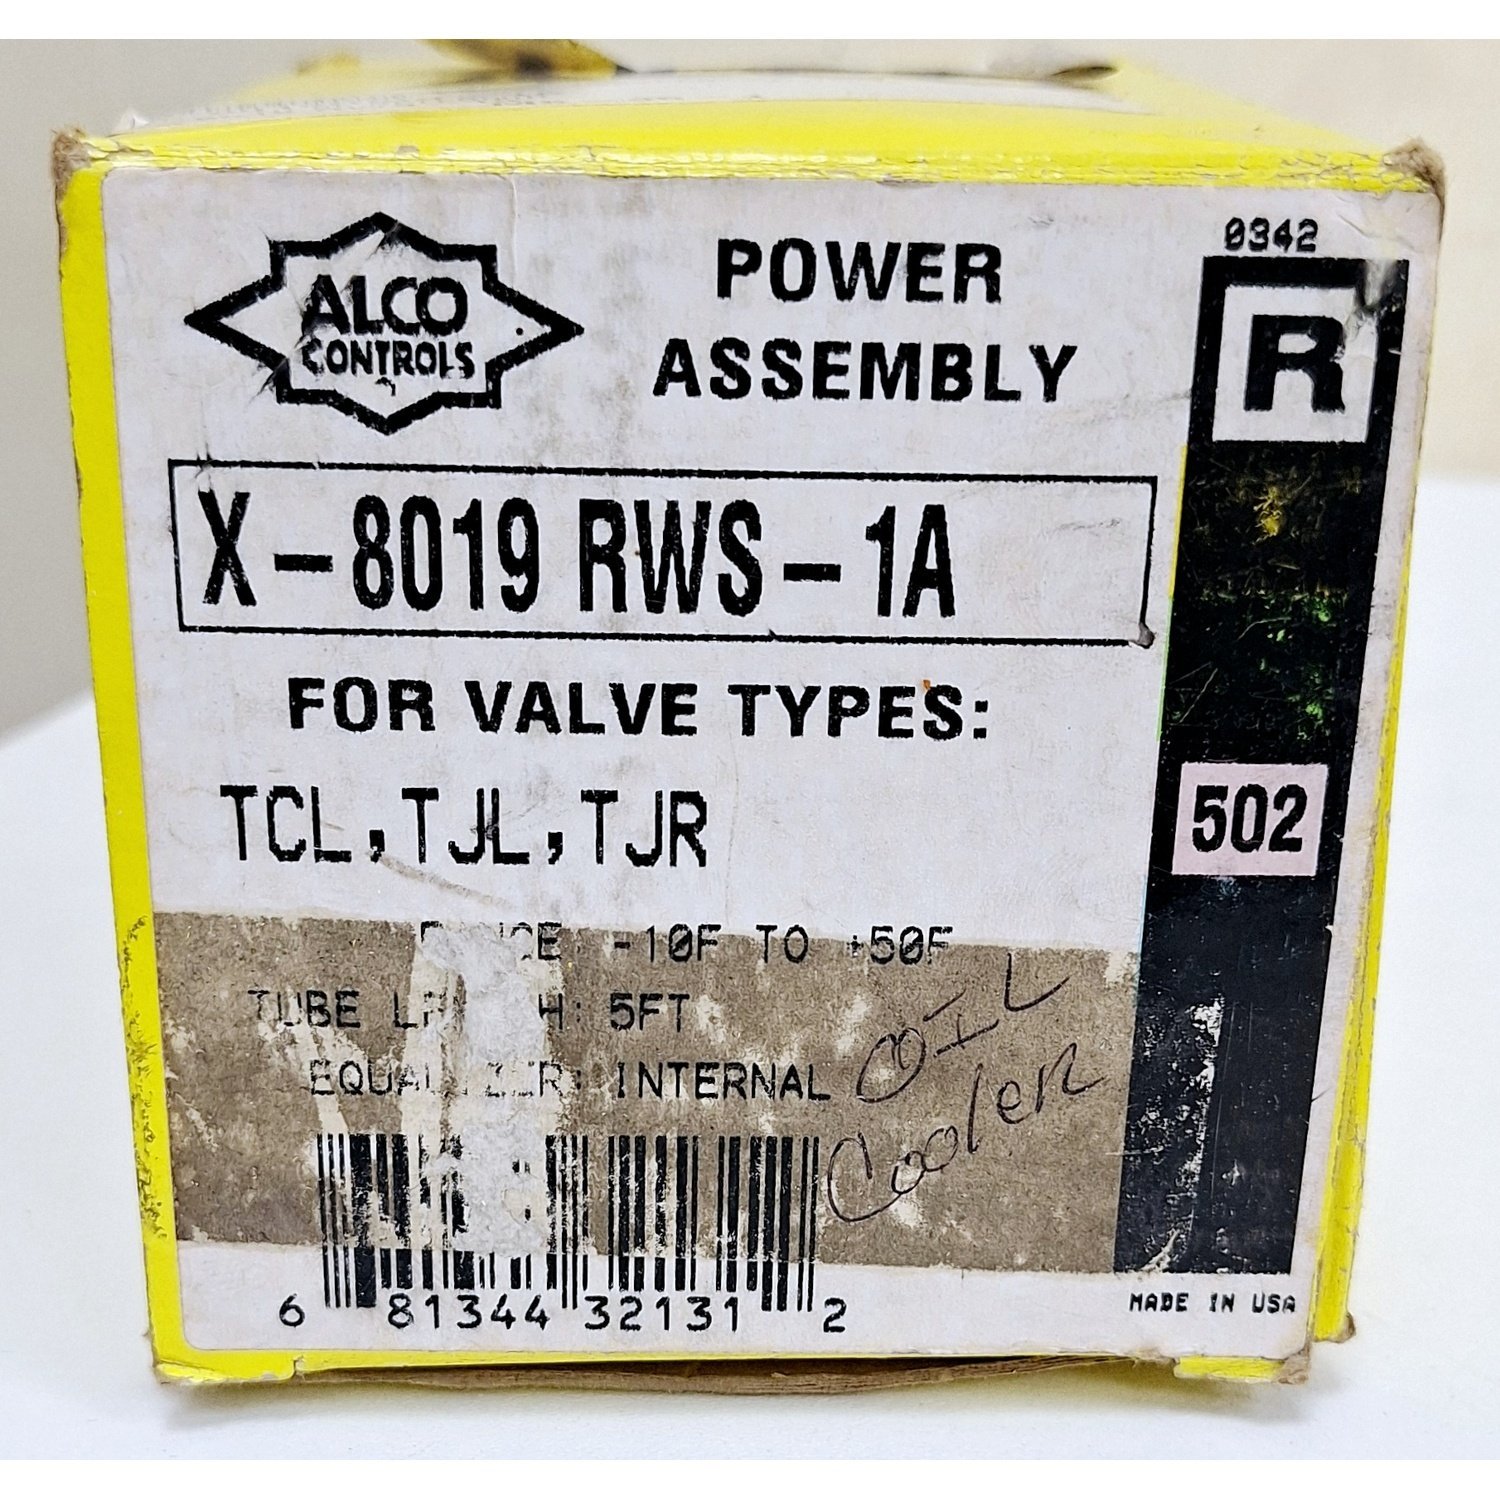 ALCO
CONTROLS
POWER
ASSEMBLY
0342
R
X-8019 RWS-1A
FOR VALVE TYPES:
TCL,TJL,TJR
502
-10F TO +50F
TUBE 5FT
EQUALIZER: INTERNAL
OIL
Cooler
6 81344 32131 2
MADE IN USA